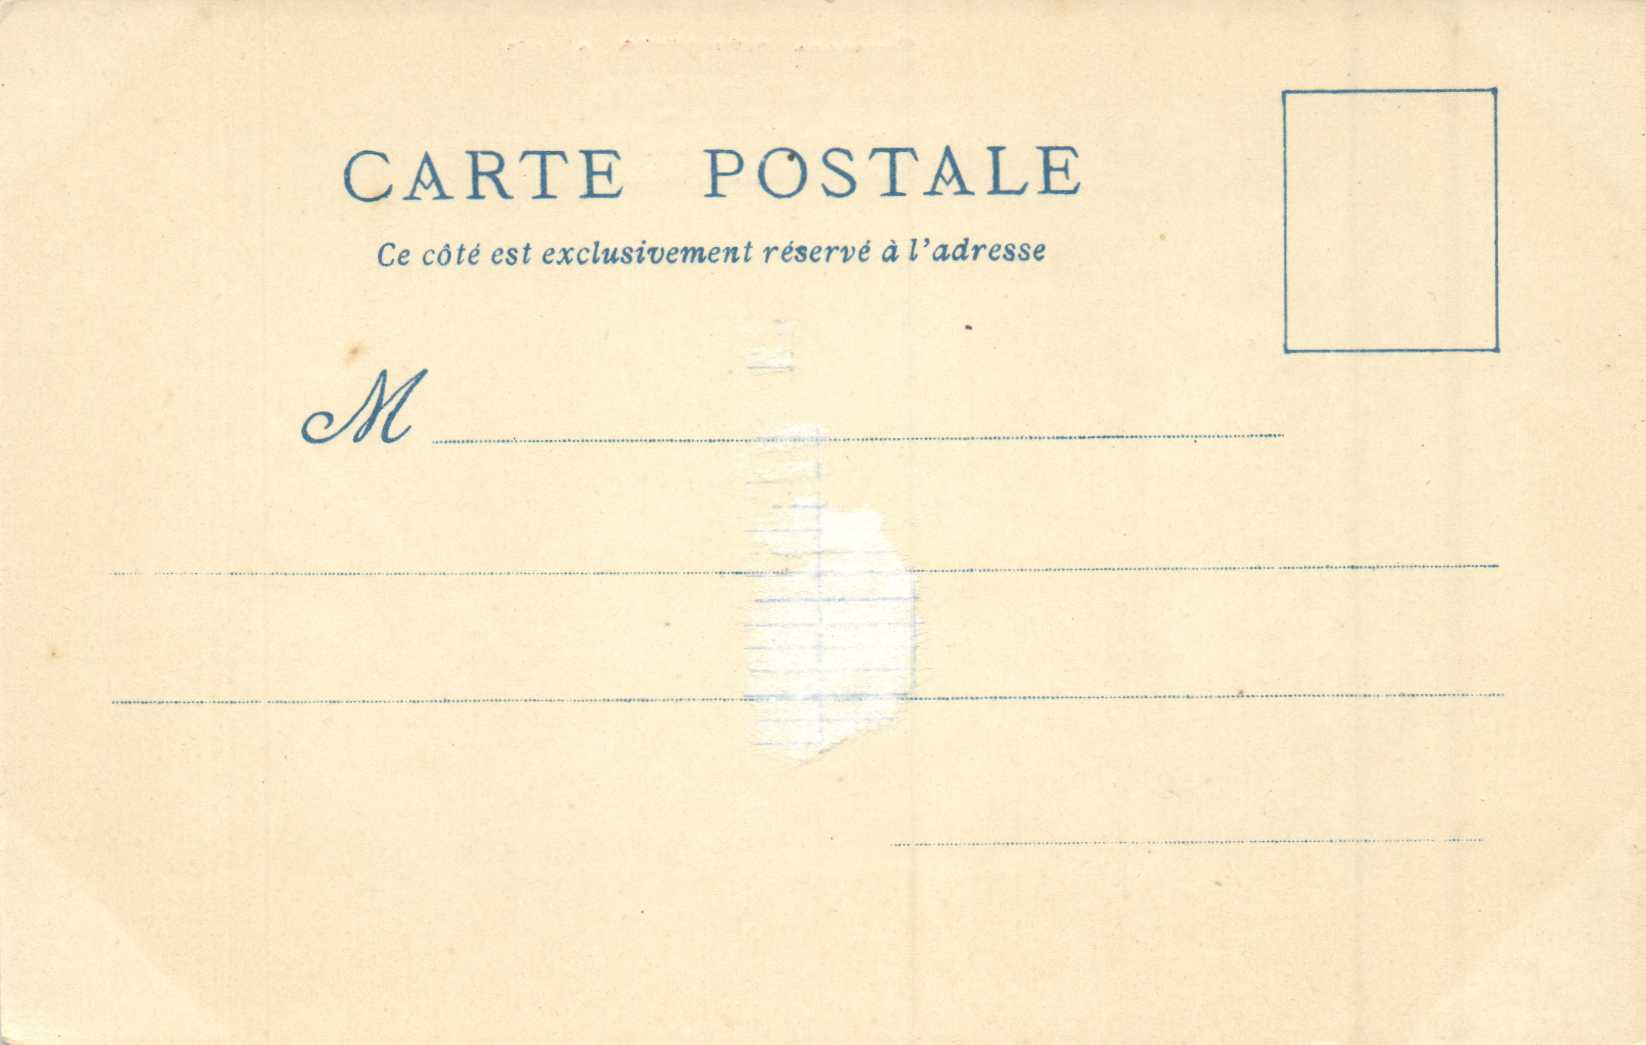 CARTE POSTALE
Ce côté est exclusivement réservé à l'adresse
M